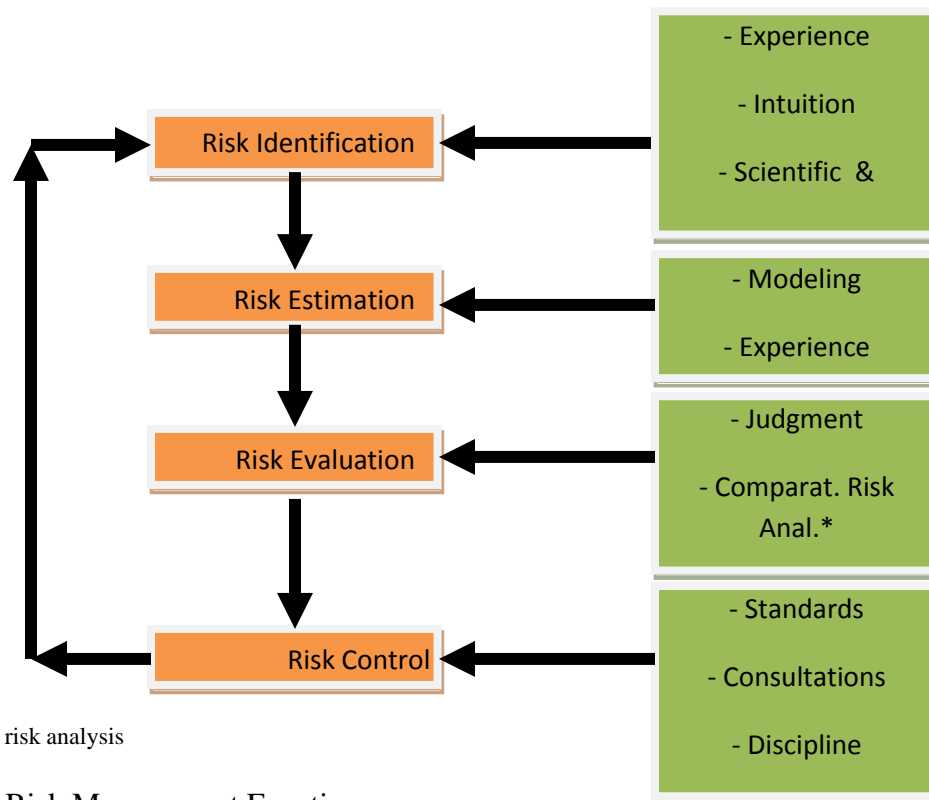 - Experience
- Intuition
- Scientific &
Risk Identification
- Modeling
- Experience
Risk Estimation
- Judgment
- Comparat. Risk
Anal.*
Risk Evaluation
- Standards
- Consultations
- Discipline
Risk Control
risk analysis